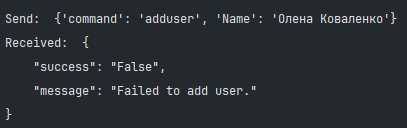 Send:  {'command': 'adduser', 'Name': 'Олена Коваленко'}
Received:  {
    "success": "False",
    "message": "Failed to add user."
}